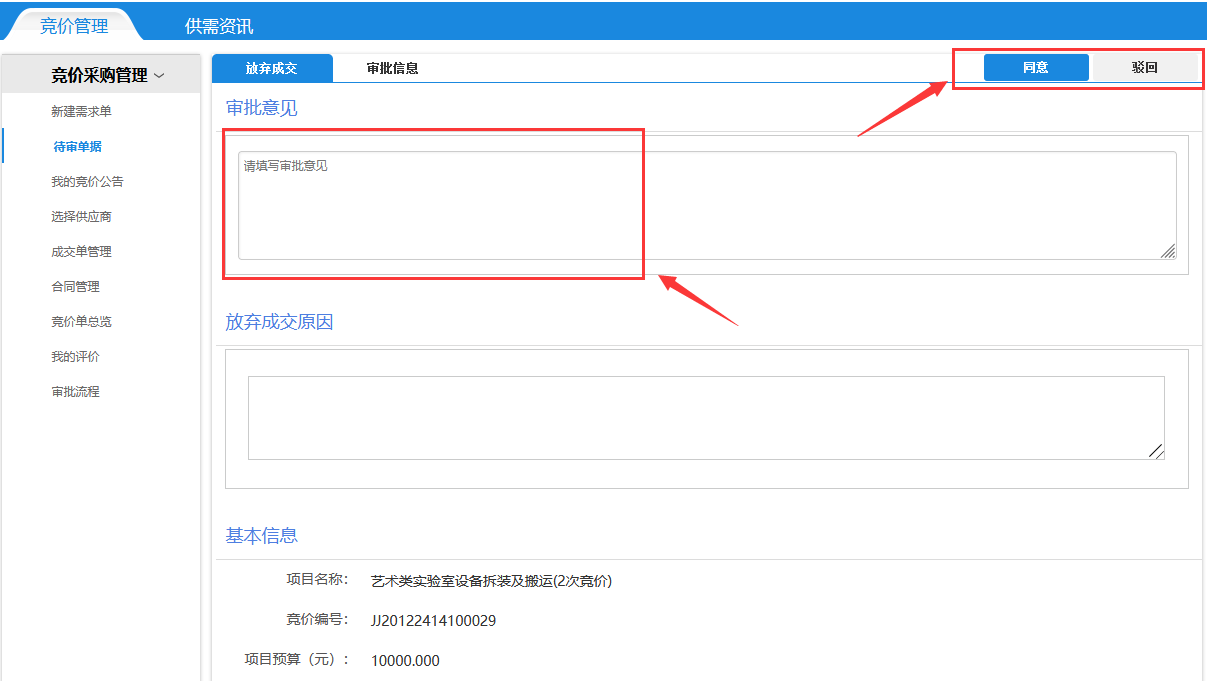 竞价管理 供需资讯
竞价采购管理
新建需求单
待审单据
我的竞价公告
选择供应商
成交单管理
合同管理
竞价单总览
我的评价
审批流程
放弃成交 审批信息 同意 驳回
审批意见
请填写审批意见
放弃成交原因
基本信息
项目名称： 艺术类实验室设备拆装及搬运(2次竞价)
竞价编号： JJ20122414100029
项目预算（元）： 10000.000